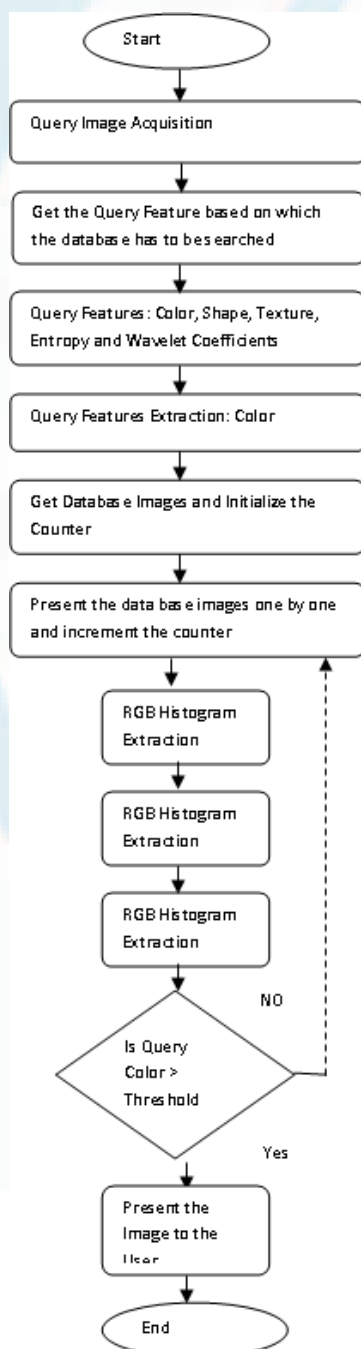 Start
Query Image Acquisition
Get the Query Feature based on which
the database has to be searched
Query Features: Color, Shape, Texture,
Entropy and Wavelet Coefficients
Query Features Extraction: Color
Get Database Images and Initialize the
Counter
Present the data base images one by one
and increment the counter
RGB Histogram
Extraction
RGB Histogram
Extraction
RGB Histogram
Extraction
NO
Is Query
Color >
Threshold
Yes
Present the
Image to the
User
End